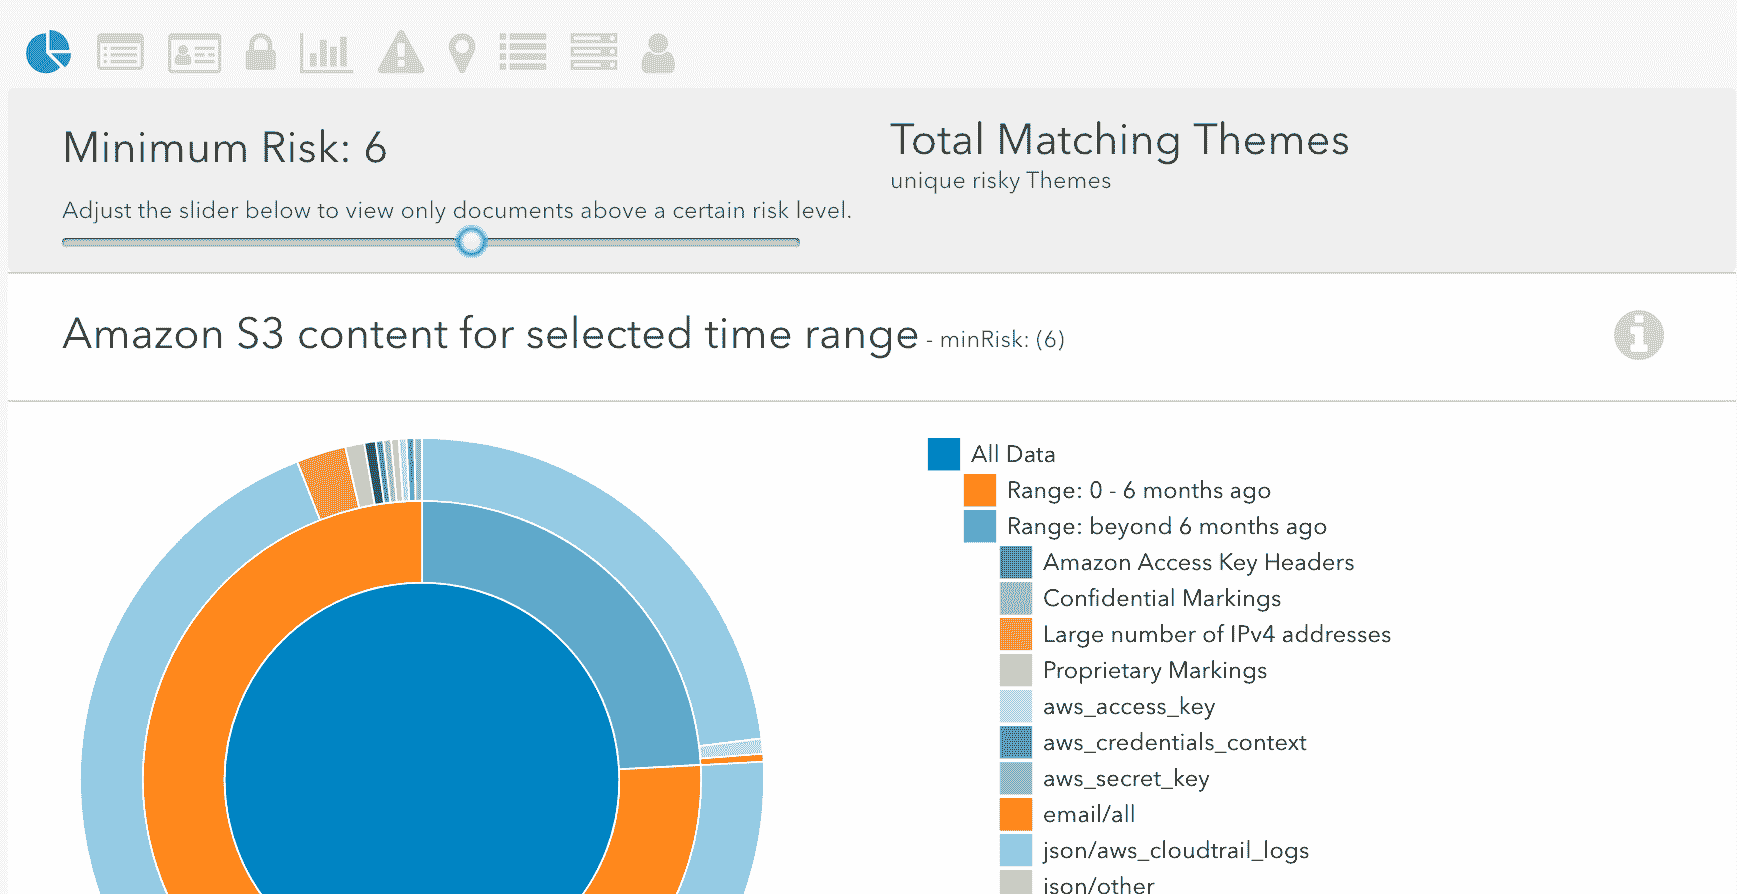 Minimum Risk: 6
Adjust the slider below to view only documents above a certain risk level.
Total Matching Themes
unique risky Themes
Amazon S3 content for selected time range - minRisk: (6)
All Data
Range: 0 - 6 months ago
Range: beyond 6 months ago
Amazon Access Key Headers
Confidential Markings
Large number of IPv4 addresses
Proprietary Markings
aws_access_key
aws_credentials_context
aws_secret_key
email/all
json/aws_cloudtrail_logs
json/other